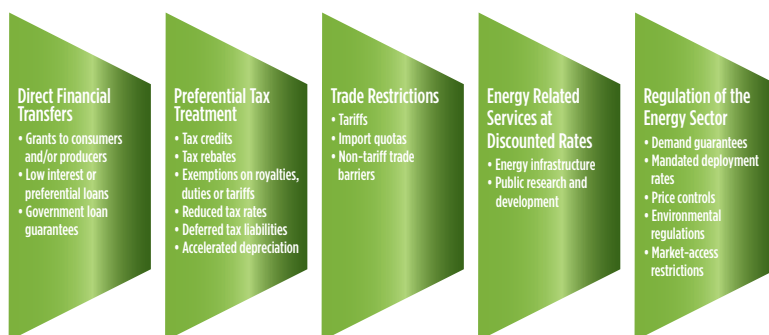 Direct Financial
Transfers
• Grants to consumers
and/or producers
• Low interest or
preferential loans
• Government loan
guarantees
Preferential Tax
Treatment
• Tax credits
• Tax rebates
• Exemptions on royalties,
duties or tariffs
• Reduced tax rates
• Deferred tax liabilities
• Accelerated depreciation
Trade Restrictions
• Tariffs
• Import quotas
• Non-tariff trade
barriers
Energy Related
Services at
Discounted Rates
• Energy infrastructure
• Public research and
development
Regulation of the
Energy Sector
• Demand guarantees
• Mandated deployment
rates
• Price controls
• Environmental
regulations
• Market-access
restrictions